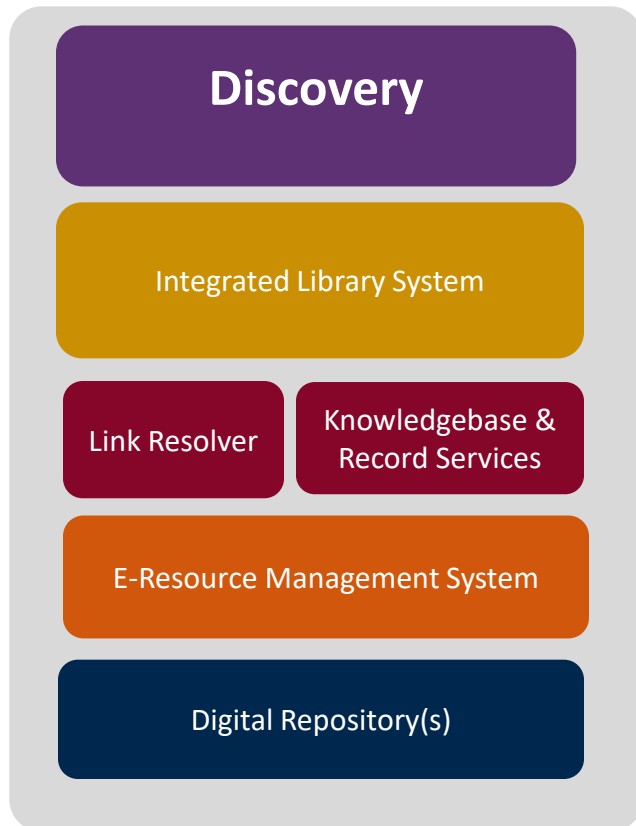 Discovery
Integrated Library System
Link Resolver
Knowledgebase &
Record Services
E-Resource Management System
Digital Repository(s)